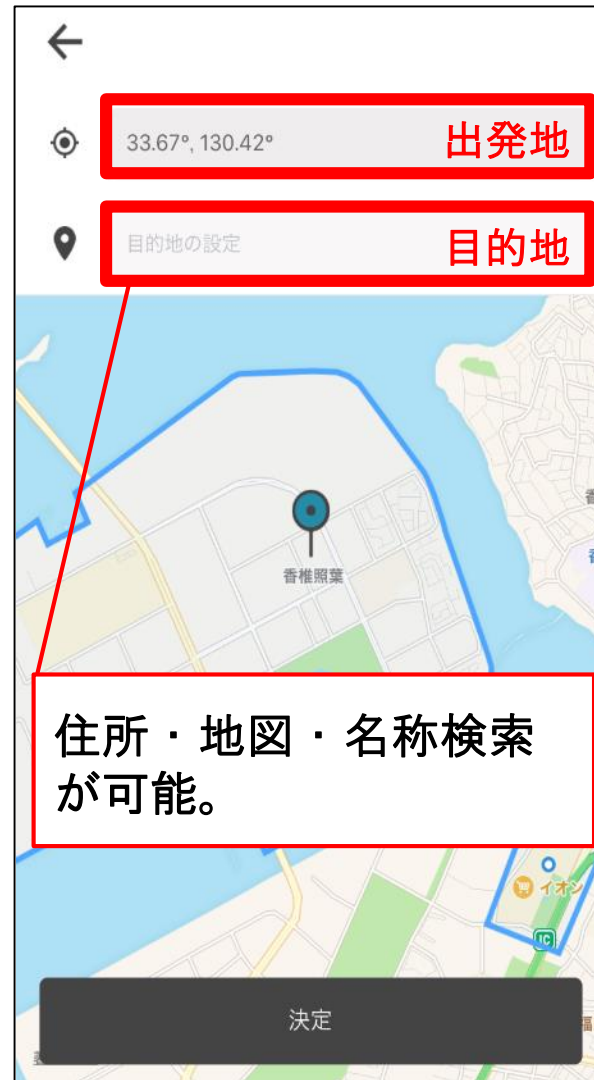 33.67°, 130.42° 出発地
目的地の設定 目的地
香椎照葉
住所・地図・名称検索
が可能。
イオン
IC
決定